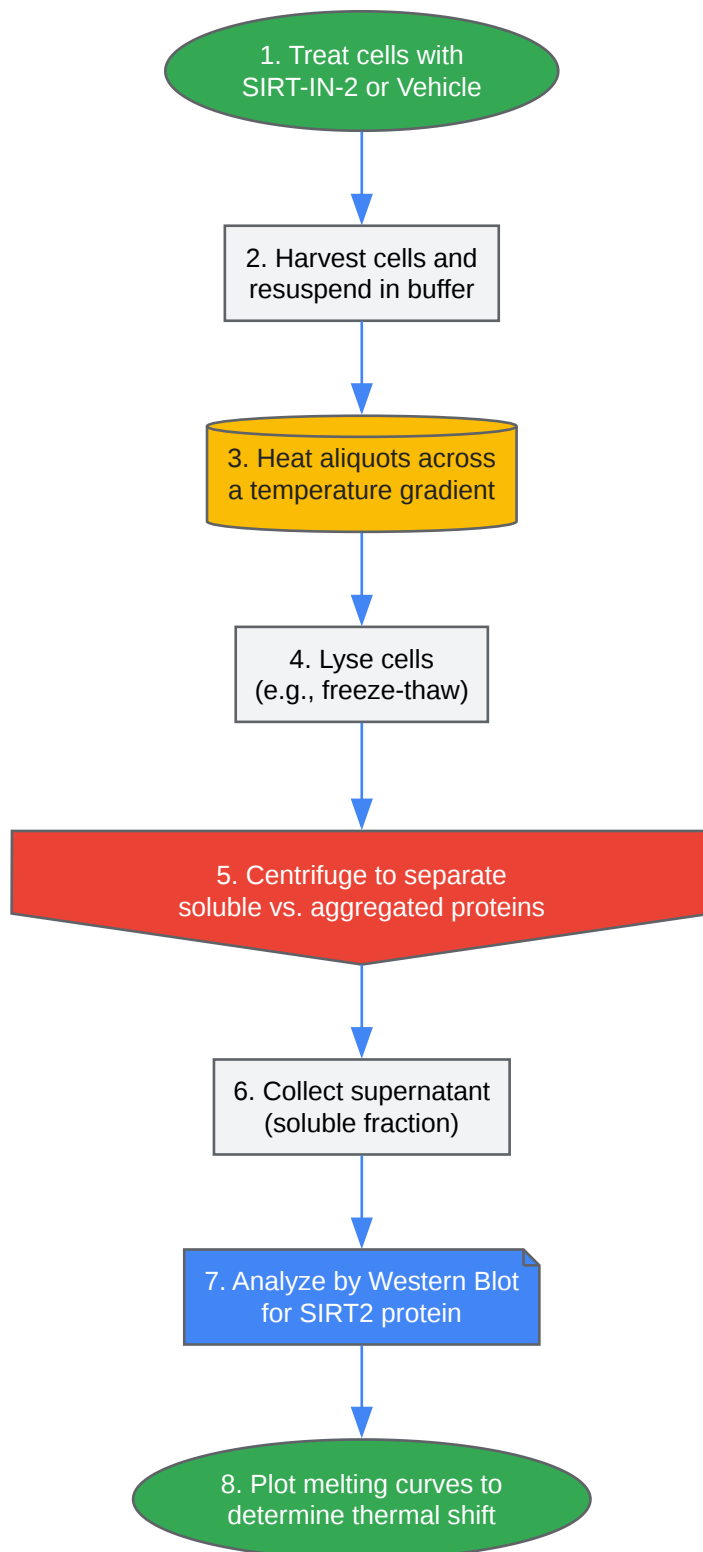 1. Treat cells with
SIRT-IN-2 or Vehicle
2. Harvest cells and
resuspend in buffer
3. Heat aliquots across
a temperature gradient
4. Lyse cells
(e.g., freeze-thaw)
5. Centrifuge to separate
soluble vs. aggregated proteins
6. Collect supernatant
(soluble fraction)
7. Analyze by Western Blot
for SIRT2 protein
8. Plot melting curves to
determine thermal shift